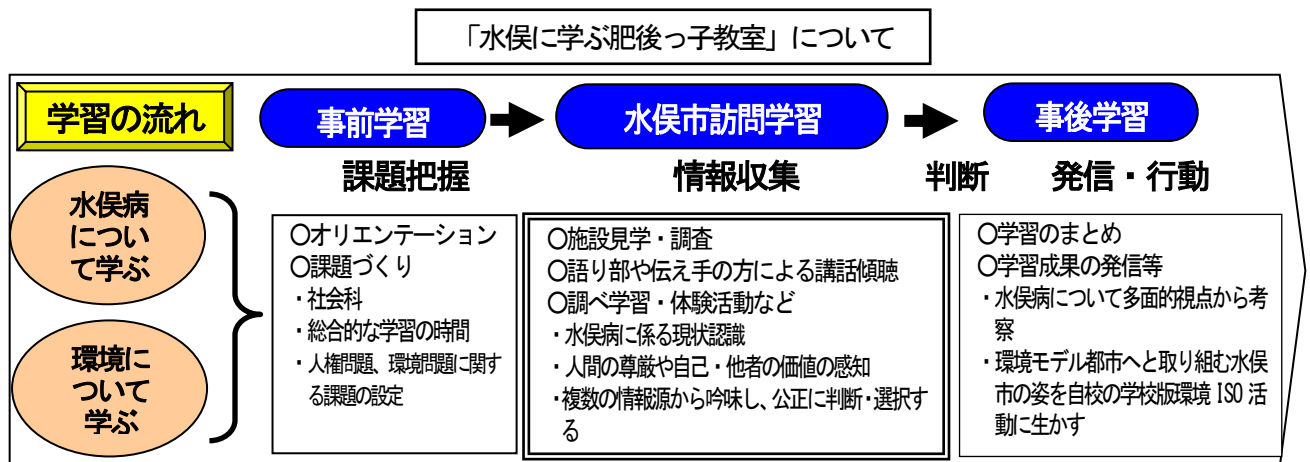 「水俣に学ぶ肥後っ子教室」について
学習の流れ
事前学習
水俣市訪問学習
事後学習
課題把握
情報収集
判断
発信・行動
水俣病
につい
て学ぶ
環境に
ついて
学ぶ
〇オリエンテーション
〇課題づくり
・社会科
・総合的な学習の時間
・人権問題、環境問題に関す
る課題の設定
〇施設見学・調査
〇語り部や伝え手の方による講話傾聴
〇調べ学習・体験活動など
・水俣病に係る現状認識
・人間の尊厳や自己・他者の価値の感知
・複数の情報源から吟味し、公正に判断・選択す
る
〇学習のまとめ
〇学習成果の発信等
・水俣病について多面的視点から考
察
・環境モデル都市へと取り組む水俣
市の姿を自校の学校版環境 ISO 活
動に生かす